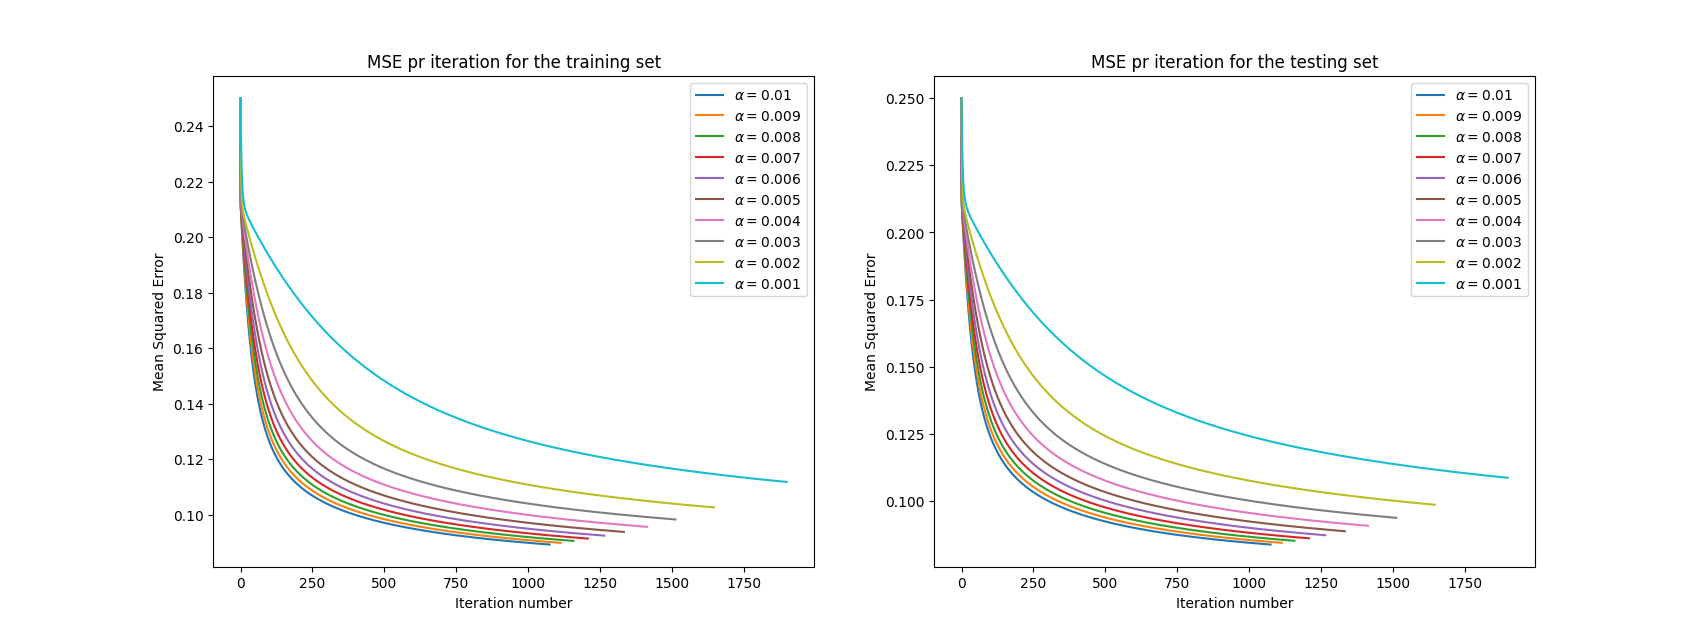 MSE pr iteration for the training set
Mean Squared Error
0.24
0.22
0.20
0.18
0.16
0.14
0.12
0.10
α = 0.01
α = 0.009
α = 0.008
α = 0.007
α = 0.006
α = 0.005
α = 0.004
α = 0.003
α = 0.002
α = 0.001
0 250 500 750 1000 1250 1500 1750
Iteration number
MSE pr iteration for the testing set
Mean Squared Error
0.250
0.225
0.200
0.175
0.150
0.125
0.100
α = 0.01
α = 0.009
α = 0.008
α = 0.007
α = 0.006
α = 0.005
α = 0.004
α = 0.003
α = 0.002
α = 0.001
0 250 500 750 1000 1250 1500 1750
Iteration number